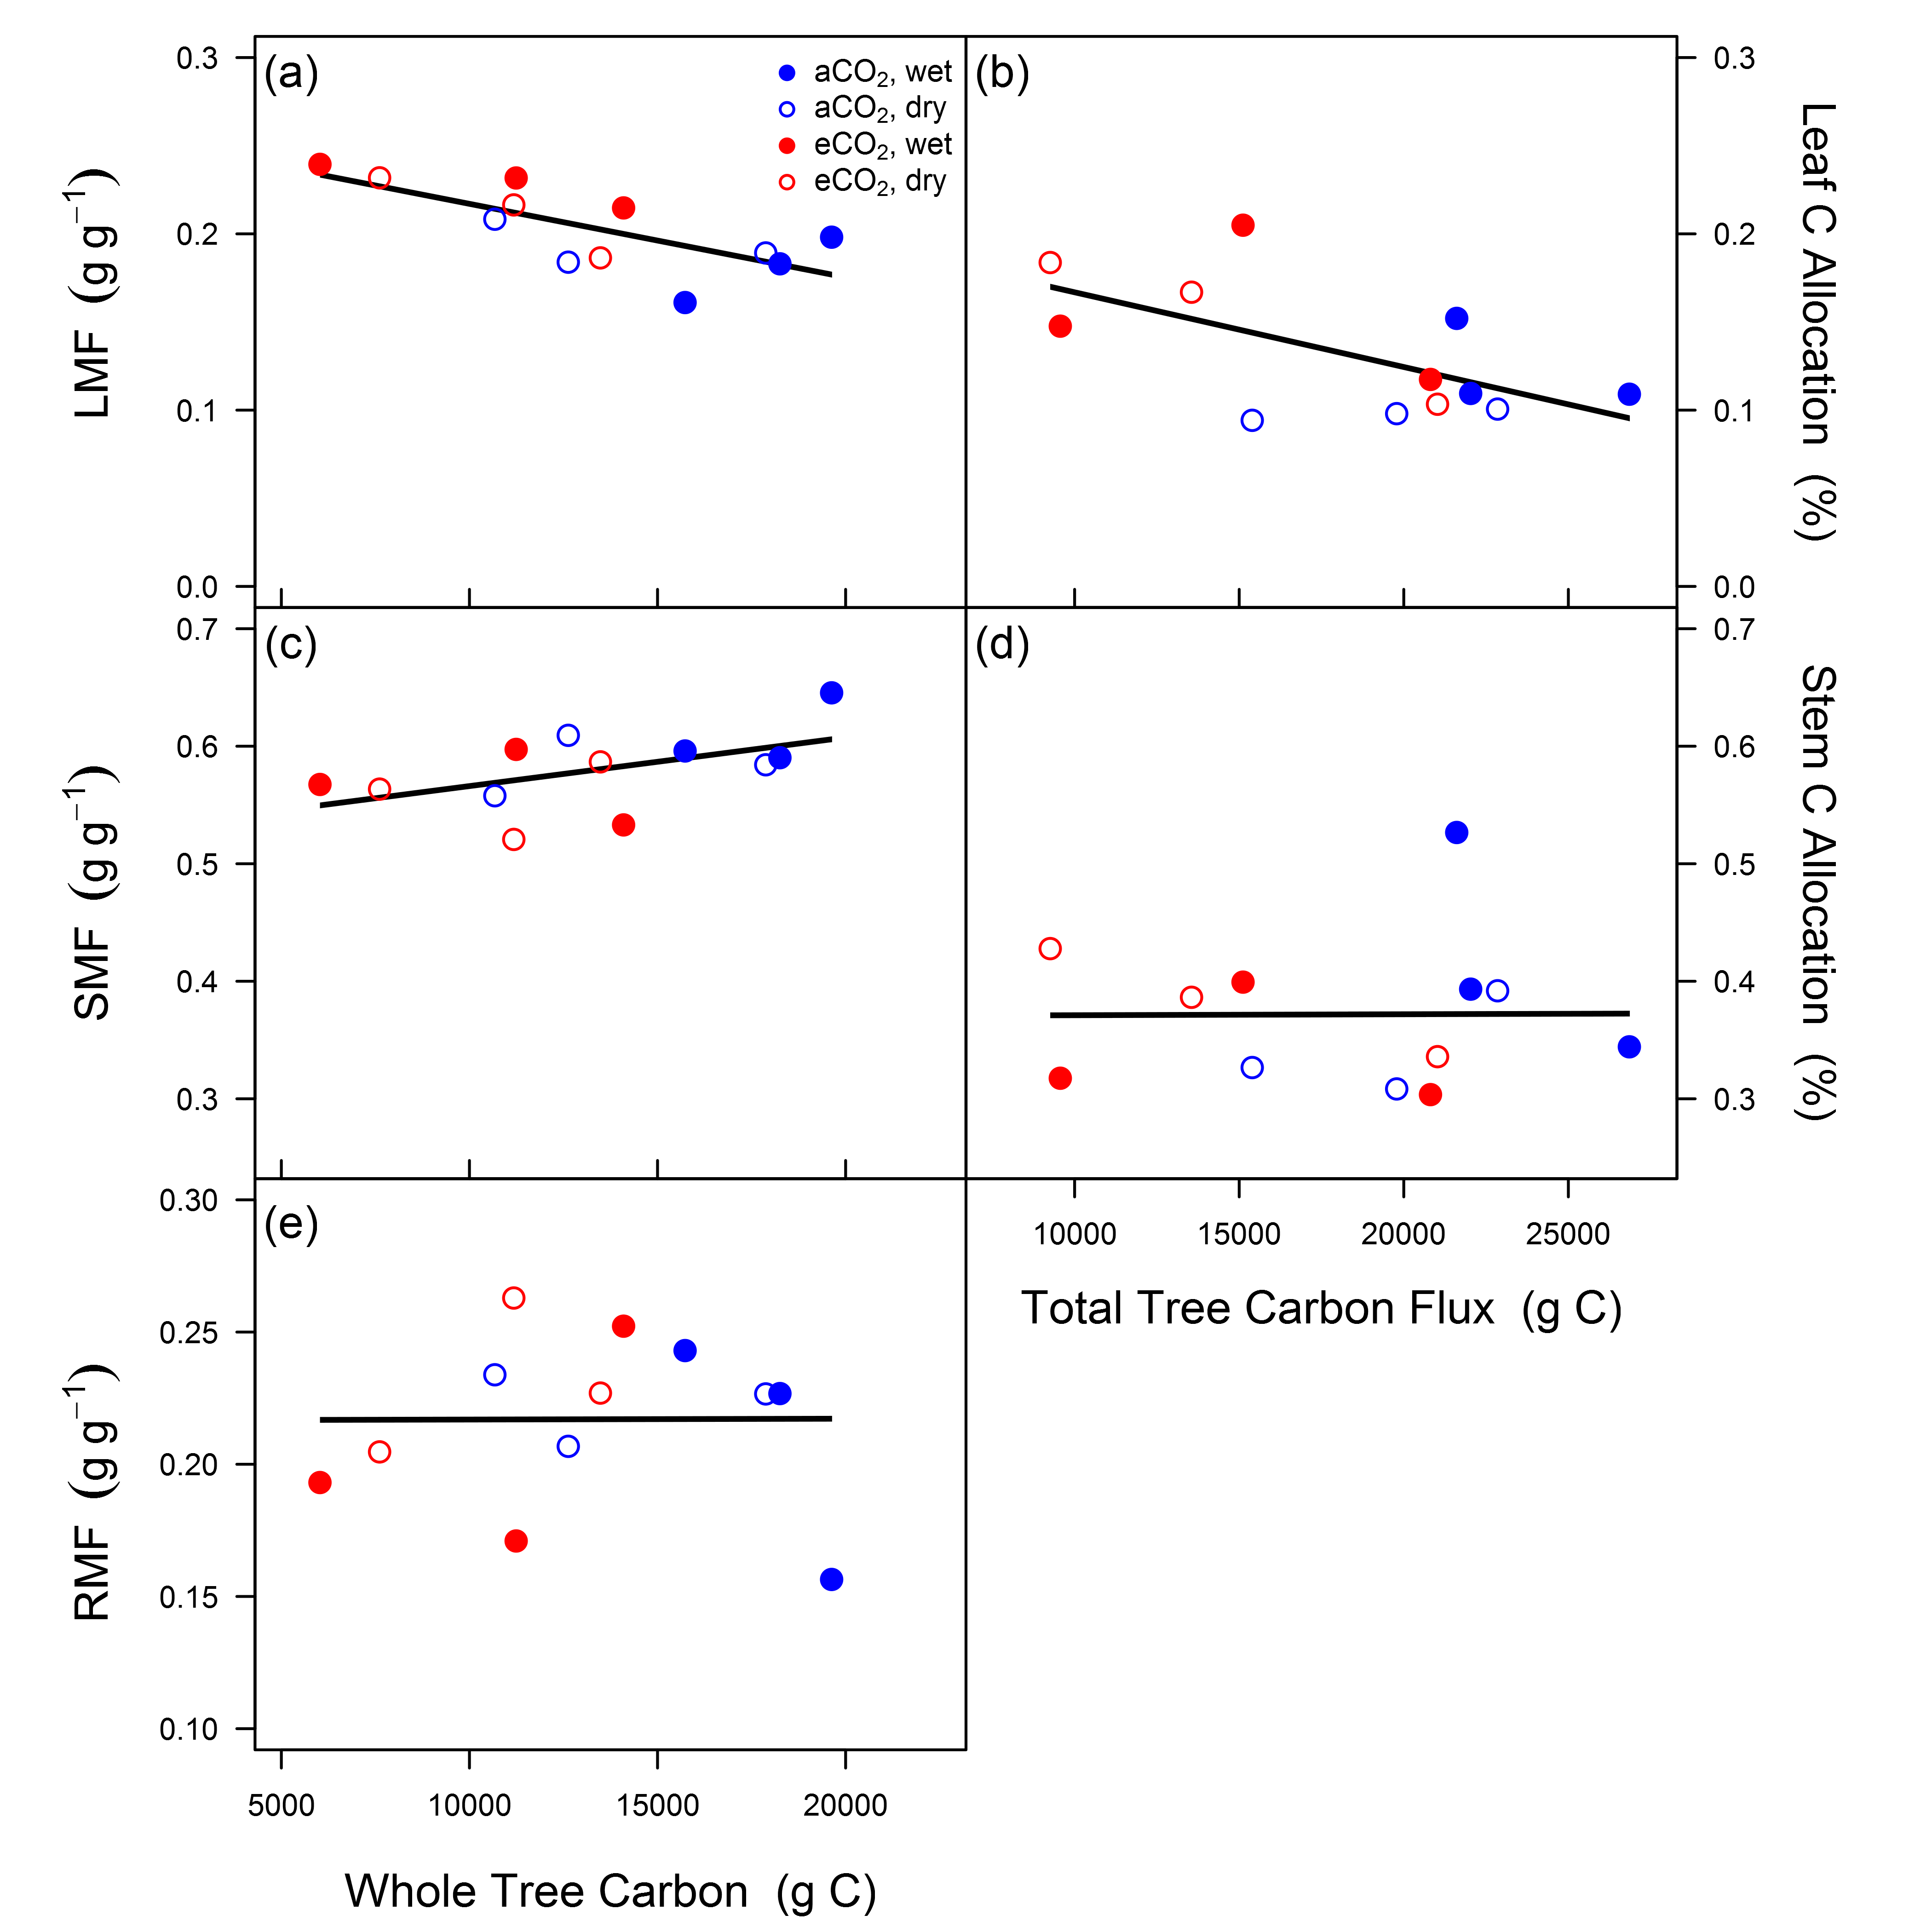 (a)
aCO₂, wet
aCO₂, dry
eCO₂, wet
eCO₂, dry
0.3
0.2
0.1
0.0
LMF (g g⁻¹)
(b)
0.3
0.2
0.1
0.0
Leaf C Allocation (%)
(c)
0.7
0.6
0.5
0.4
0.3
SMF (g g⁻¹)
(d)
0.7
0.6
0.5
0.4
0.3
Stem C Allocation (%)
10000 15000 20000 25000
Total Tree Carbon Flux (g C)
(e)
0.30
0.25
0.20
0.15
0.10
RMF (g g⁻¹)
5000 10000 15000 20000
Whole Tree Carbon (g C)